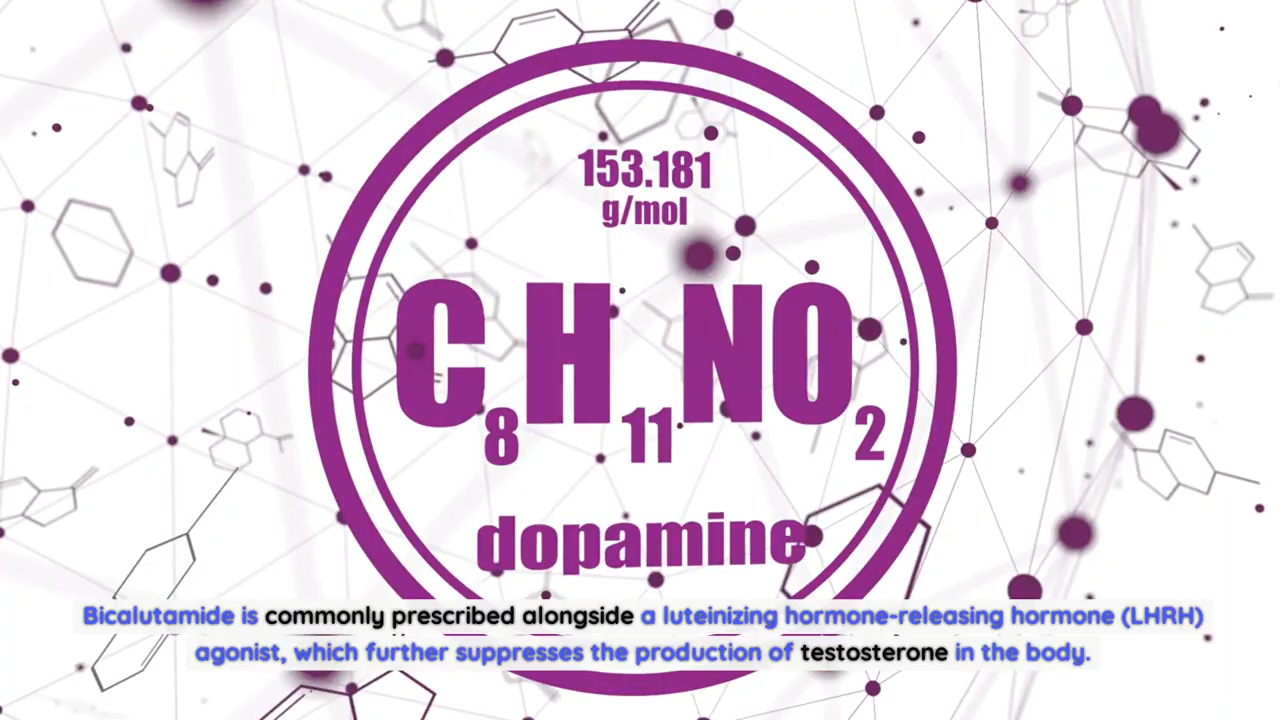 153.181
g/mol
C8H11NO2
dopamine
Bicalutamide is commonly prescribed alongside a luteinizing hormone-releasing hormone (LHRH)
agonist, which further suppresses the production of testosterone in the body.